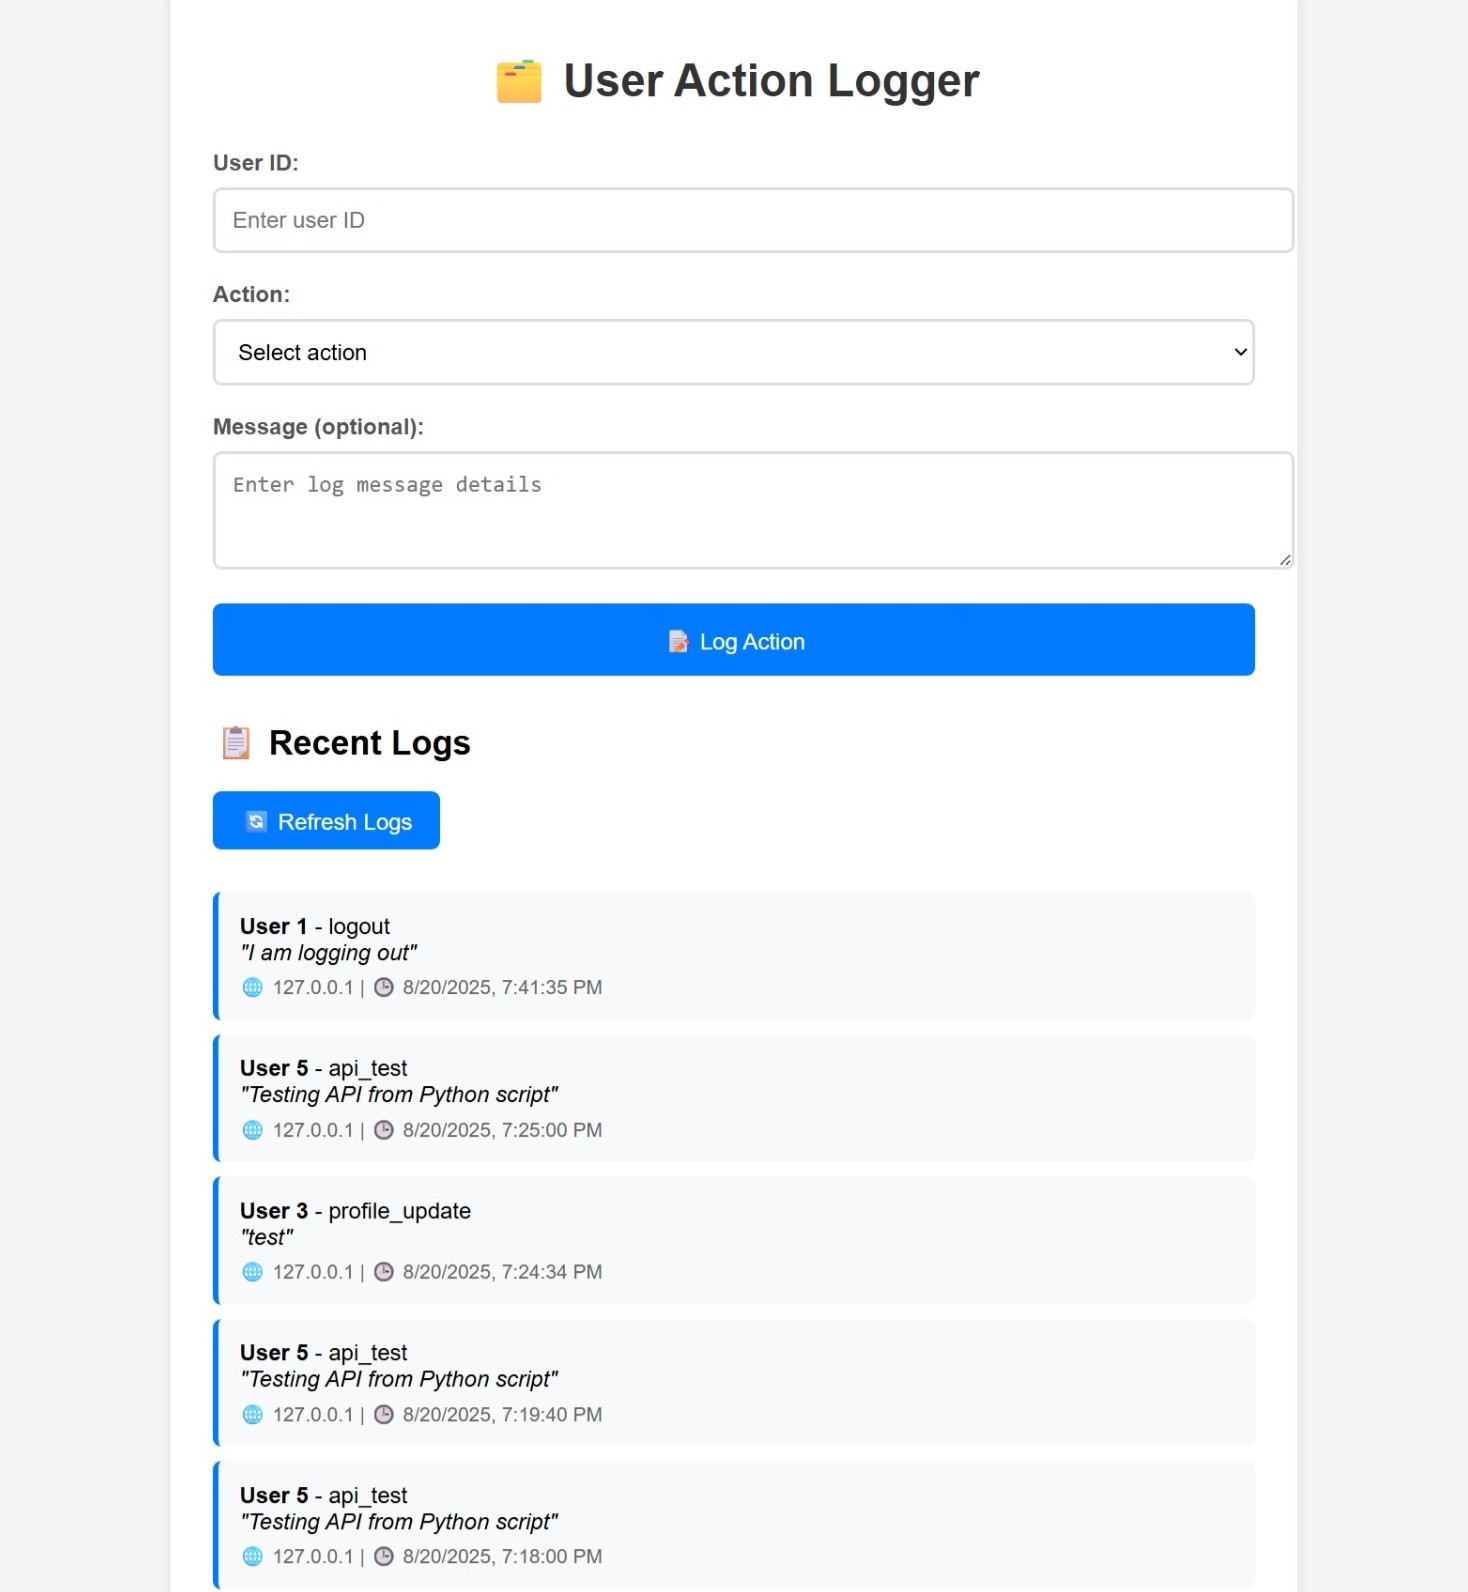 User Action Logger
User ID:
Enter user ID
Action:
Select action
Message (optional):
Enter log message details
Log Action
Recent Logs
Refresh Logs
User 1 - logout
"I am logging out"
127.0.0.1 | 8/20/2025, 7:41:35 PM
User 5 - api_test
"Testing API from Python script"
127.0.0.1 | 8/20/2025, 7:25:00 PM
User 3 - profile_update
"test"
127.0.0.1 | 8/20/2025, 7:24:34 PM
User 5 - api_test
"Testing API from Python script"
127.0.0.1 | 8/20/2025, 7:19:40 PM
User 5 - api_test
"Testing API from Python script"
127.0.0.1 | 8/20/2025, 7:18:00 PM